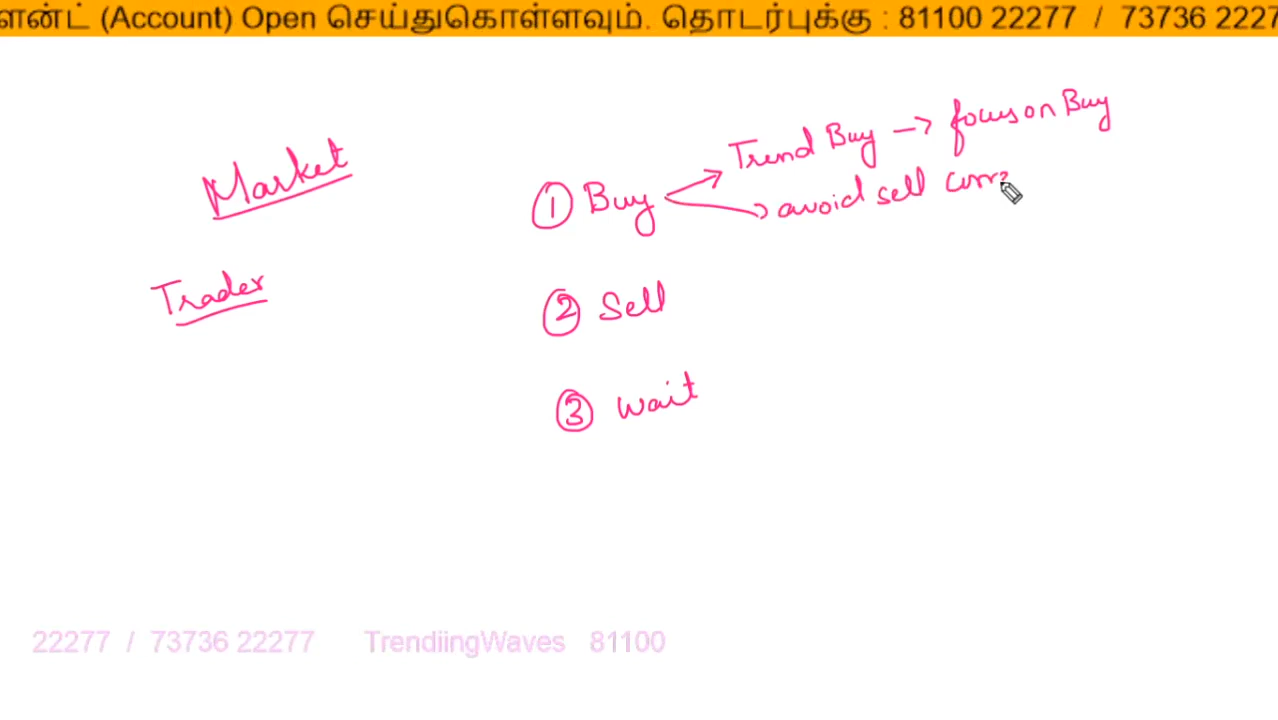 ளண்ட் (Account) Open செய்துகொள்ளவும். தொடர்புக்கு : 81100 22277 / 73736 2227
Market
Trader
① Buy
Trend Buy → focus on Buy
avoid sell
② Sell
③ Wait
22277 / 73736 22277 TrendiingWaves 81100